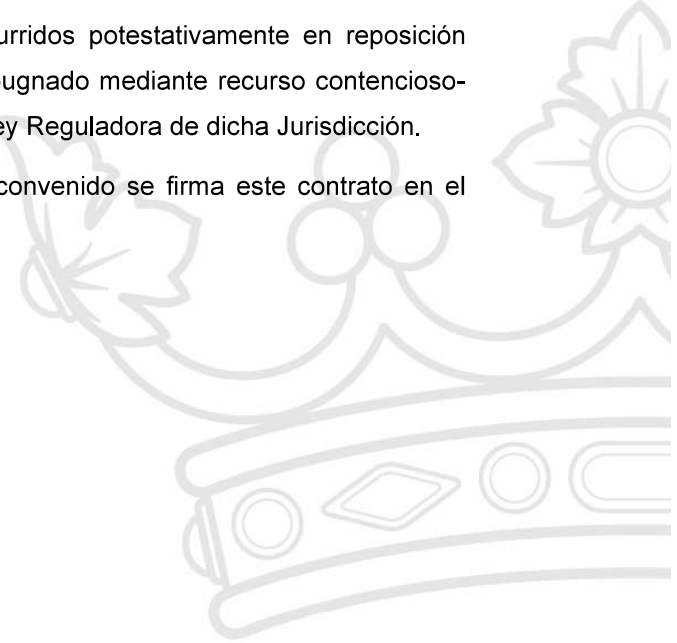 urridos potestativamente en reposición
ugnado mediante recurso contencioso-
ey Reguladora de dicha Jurisdicción.
convenido se firma este contrato en el